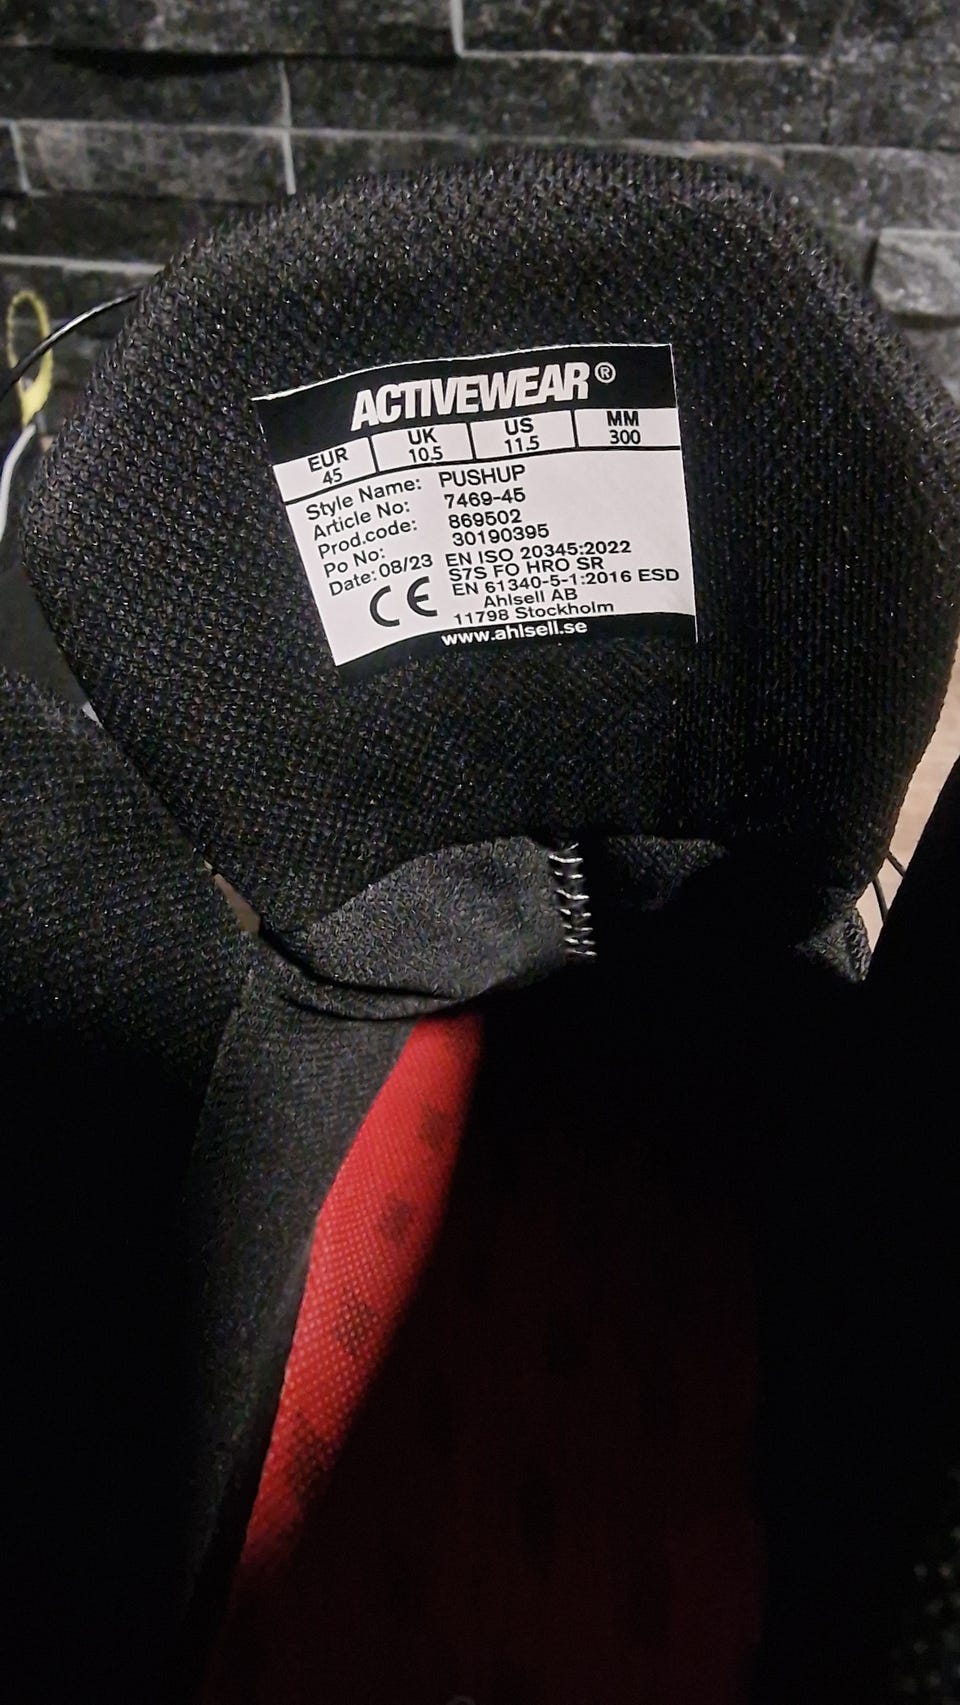 ACTIVEWEAR®
EUR UK US MM
45 10.5 11.5 300
Style Name: PUSHUP
Article No: 7469-45
Prod.code: 869502
Po No: 30190395
Date: 08/23 EN ISO 20345:2022
S7S FO HRO SR
EN 61340-5-1:2016 ESD
CE Ahlsell AB
11798 Stockholm
www.ahlsell.se